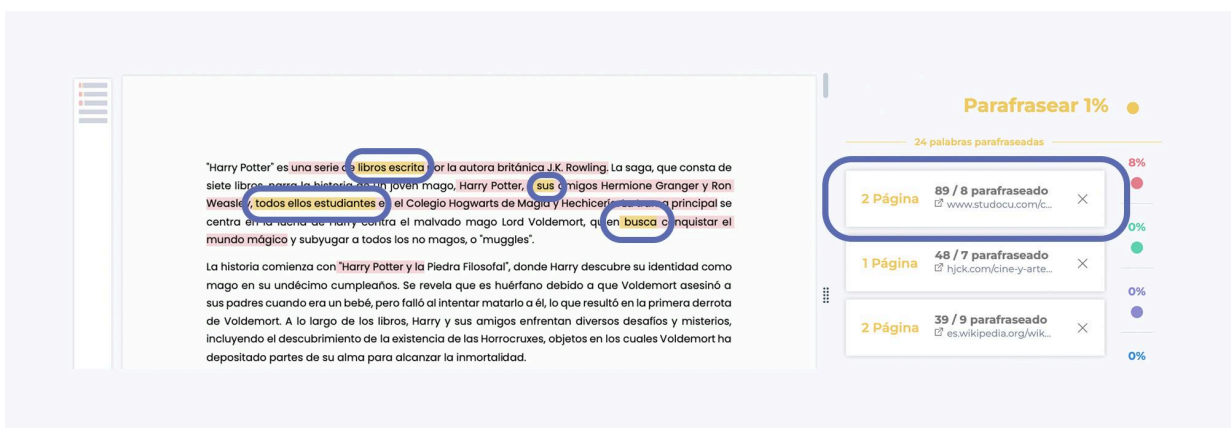 "Harry Potter" es una serie de libros escrita por la autora británica J.K. Rowling. La saga, que consta de
siete libros, narra la historia de un joven mago, Harry Potter, sus amigos Hermione Granger y Ron
Weasley, todos ellos estudiantes en el Colegio Hogwarts de Magia y Hechicería. La trama principal se
centra en la lucha de Harry contra el malvado mago Lord Voldemort, quien busca conquistar el
mundo mágico y subyugar a todos los no magos, o "muggles".
La historia comienza con "Harry Potter y la Piedra Filosofal", donde Harry descubre su identidad como
mago en su undécimo cumpleaños. Se revela que es huérfano debido a que Voldemort asesinó a
sus padres cuando era un bebé, pero falló al intentar matarlo a él, lo que resultó en la primera derrota
de Voldemort. A lo largo de los libros, Harry y sus amigos enfrentan diversos desafíos y misterios,
incluyendo el descubrimiento de la existencia de las Horrocruxes, objetos en los cuales Voldemort ha
depositado partes de su alma para alcanzar la inmortalidad.
Parafrasear 1%
24 palabras parafraseadas
2 Página
89 / 8 parafraseado
www.studocu.com/c...
1 Página
48 / 7 parafraseado
hjck.com/cine-y-arte...
2 Página
39 / 9 parafraseado
es.wikipedia.org/wik...
8%
0%
0%
0%